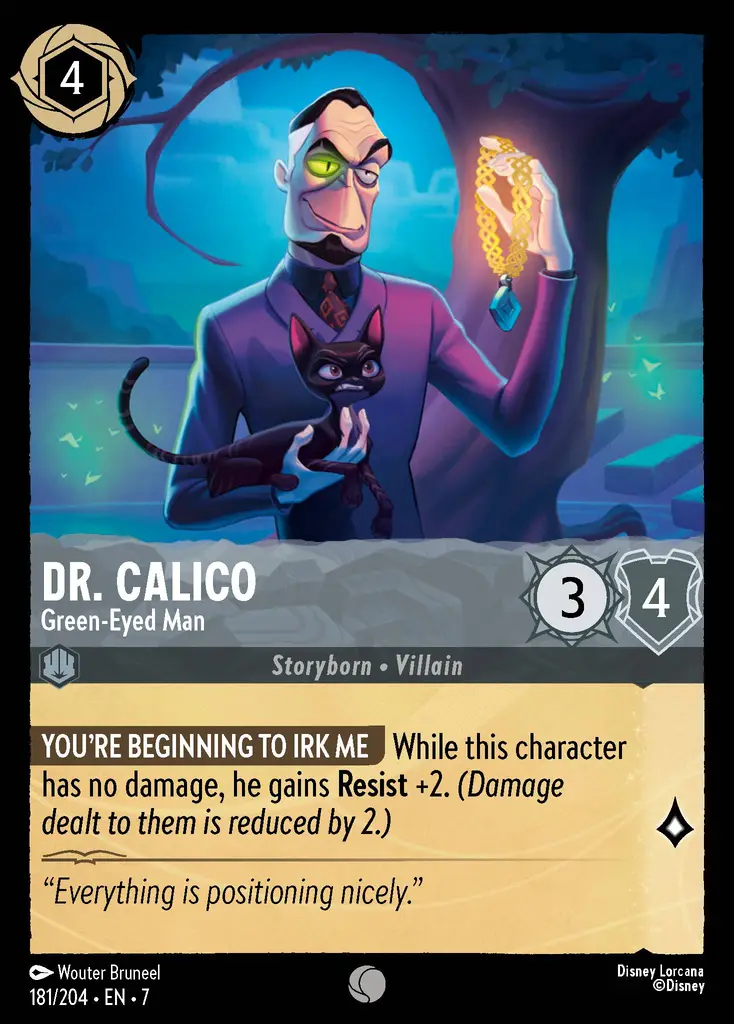 4
DR. CALICO
Green-Eyed Man
3
4
Storyborn • Villain
YOU'RE BEGINNING TO IRK ME While this character
has no damage, he gains Resist +2. (Damage
dealt to them is reduced by 2.)
“Everything is positioning nicely.”
Wouter Bruneel
Disney Lorcana
181/204 • EN • 7
©Disney